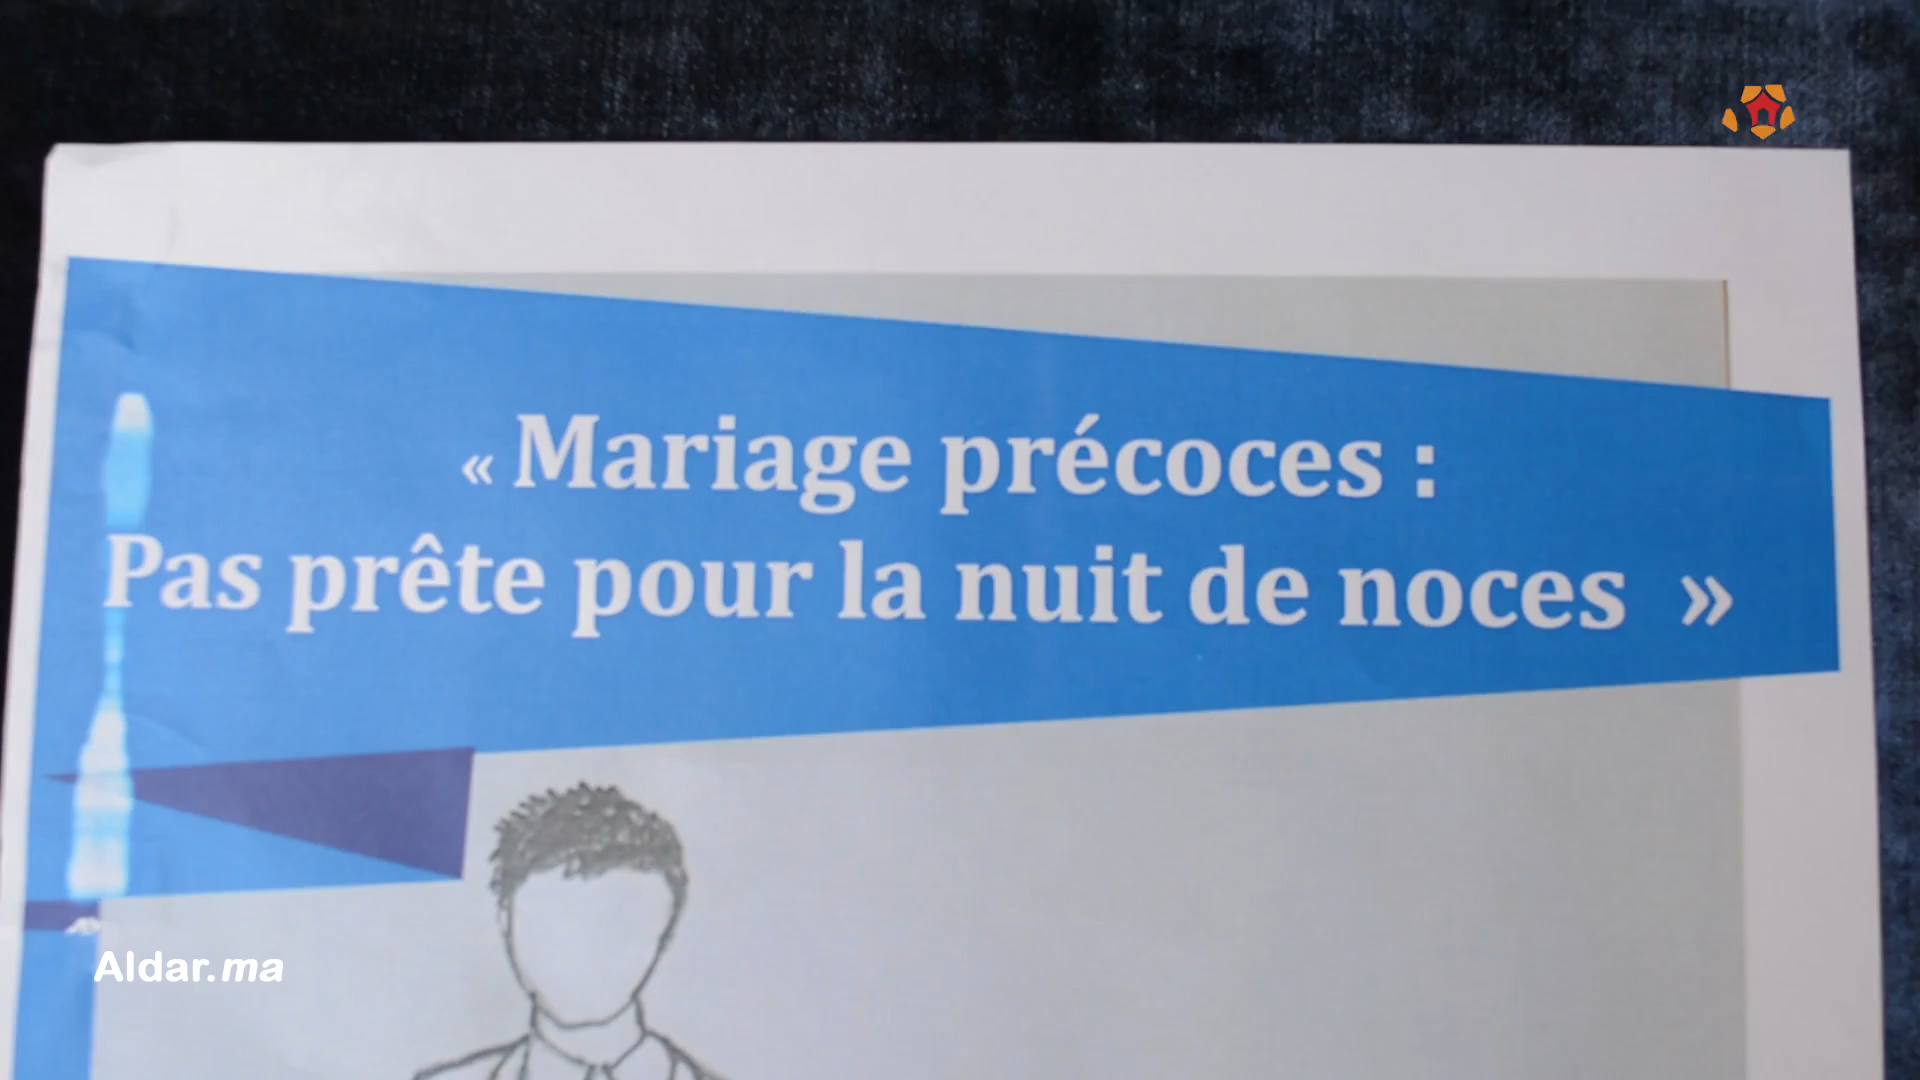 « Mariage précoces :
Pas prête pour la nuit de noces »
Aldar.ma